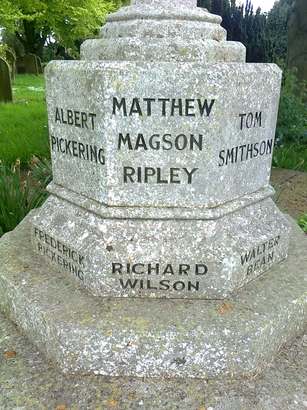 ALBERT
PICKERING
MATTHEW
MAGSON
RIPLEY
TOM
SMITHSON
FREDERICK
PICKERING
RICHARD
WILSON
WALTER
BEAN